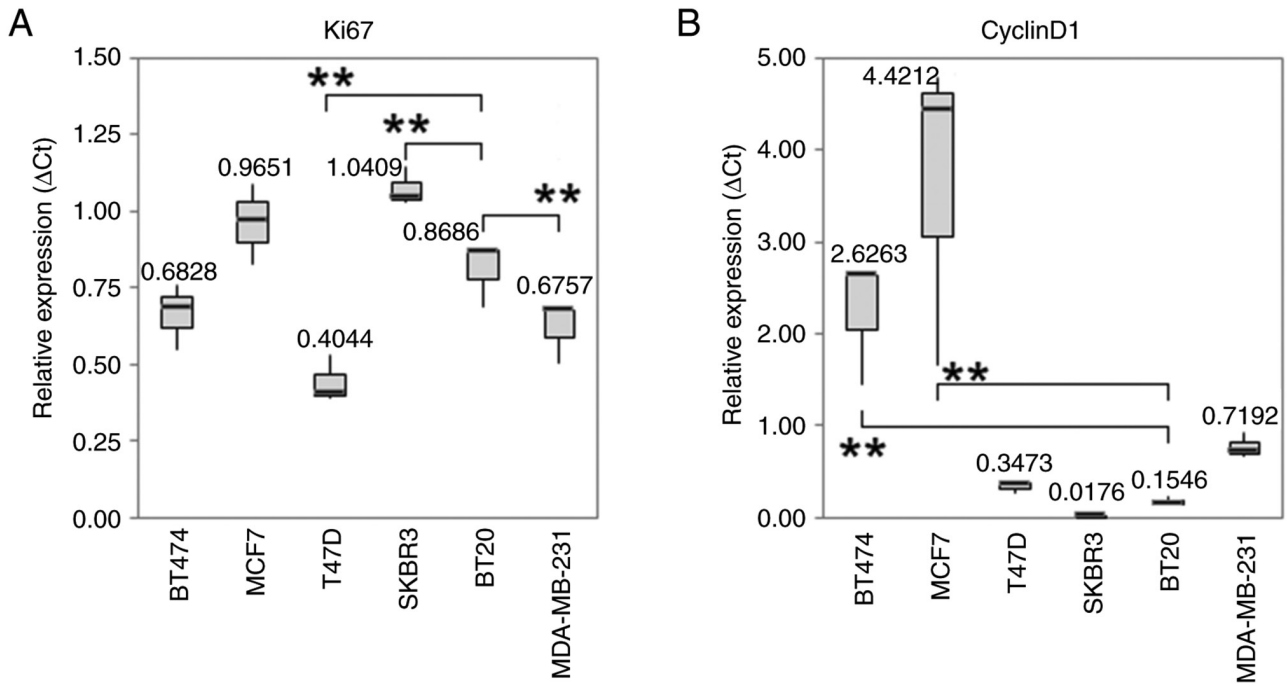 A
Ki67
Relative expression (ΔCt)
1.50
1.25
1.00
0.75
0.50
0.25
0.00
**
**
**
0.9651
1.0409
0.8686
0.6828
0.6757
0.4044
BT474
MCF7
T47D
SKBR3
BT20
MDA-MB-231
B
CyclinD1
Relative expression (ΔCt)
5.00
4.00
3.00
2.00
1.00
0.00
4.4212
2.6263
**
**
0.7192
0.3473
0.0176
0.1546
BT474
MCF7
T47D
SKBR3
BT20
MDA-MB-231